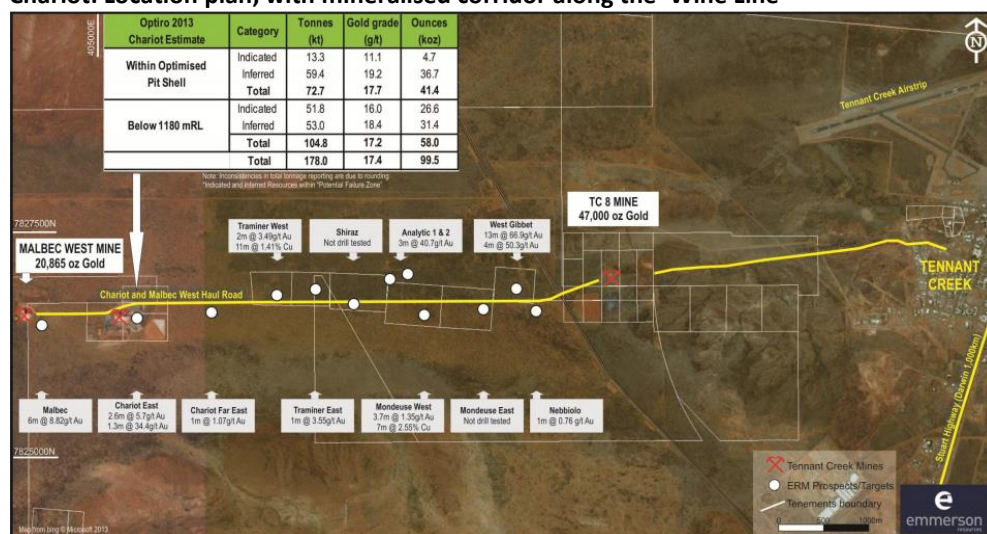 Chariot: Location plan, with mineralised corridor along the 'Wine Line'
Optiro 2013 Chariot Estimate | Category | Tonnes (kt) | Gold grade (g/t) | Ounces (koz)
Within Optimised Pit Shell | Indicated | 13.3 | 11.1 | 4.7
Inferred | 59.4 | 19.2 | 36.7
Total | 72.7 | 17.7 | 41.4
Below 1180 mRL | Indicated | 51.8 | 16.0 | 26.6
Inferred | 53.0 | 18.4 | 31.4
Total | 104.8 | 17.2 | 58.0
Total | 178.0 | 17.4 | 99.5
Note: Inconsistencies in total tonnage reporting are due to rounding
"Indicated and Inferred Resources within "Potential Failure Zone"
405000E
N
Tennant Creek Airstrip
7827500N
TC 8 MINE
47,000 oz Gold
MALBEC WEST MINE
20,865 oz Gold
Traminer West
2m @ 3.49g/t Au
11m @ 1.41% Cu
Shiraz
Not drill tested
Analytic 1 & 2
3m @ 40.7g/t Au
West Gibbet
13m @ 66.9g/t Au
4m @ 50.3g/t Au
TENNANT
CREEK
Chariot and Malbec West Haul Road
Malbec
6m @ 8.82g/t Au
Chariot East
2.6m @ 5.7g/t Au
1.3m @ 34.4g/t Au
Chariot Far East
1m @ 1.07g/t Au
Traminer East
1m @ 3.55g/t Au
Mondeuse West
3.7m @ 1.35g/t Au
7m @ 2.55% Cu
Mondeuse East
Not drill tested
Nebbiolo
1m @ 0.76 g/t Au
Stuart Highway (Darwin 1,000km)
7825000N
Tennant Creek Mines
ERM Prospects/Targets
Tenements boundary
0 500 1000m
Map from bing © Microsoft 2013
e
emmerson
resources